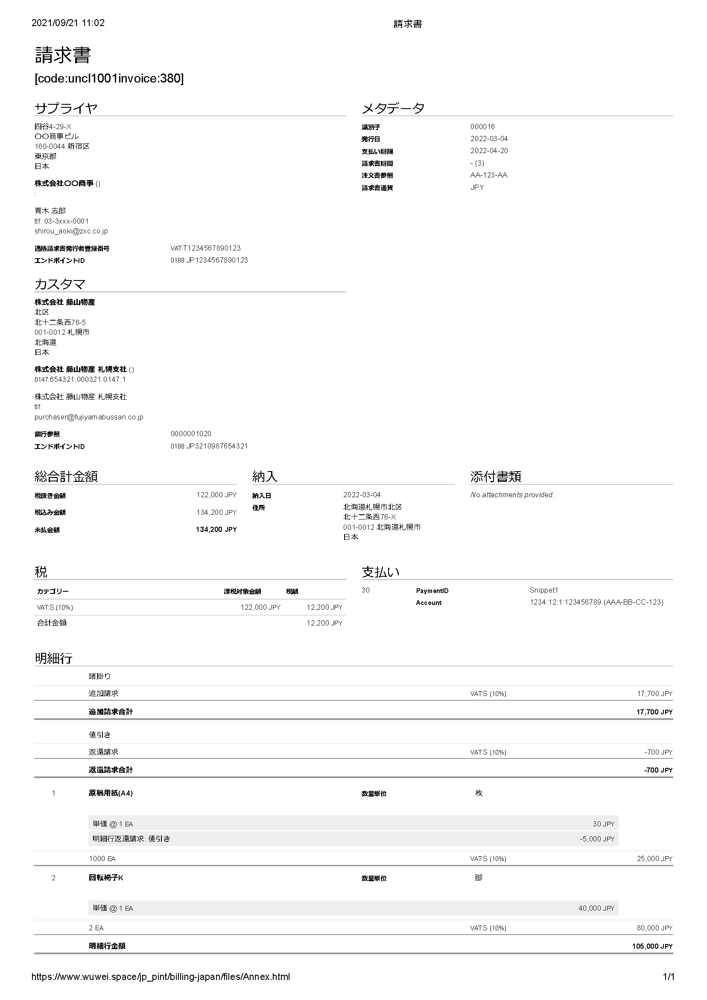 2021/09/21 11:02 請求書
請求書
[code:uncl1001invoice:380]
サプライヤ
四谷4-29-X
〇〇商事ビル
160-0044 新宿区
東京都
日本
株式会社〇〇商事 ()
:
青木 志郎
tlf: 03-3xxx-0001
shirou_aoki@zxc.co.jp
適格請求書発行者登録番号 VAT:T1234567890123
エンドポイントID 0188:JP1234567890123
メタデータ
識別子 000016
発行日 2022-03-04
支払い期限 2022-04-20
請求書期間 - (3)
注文書参照 AA-123-AA
請求書通貨 JPY
カスタマ
株式会社 藤山物産
北区
北十二条西76-5
001-0012 札幌市
北海道
日本
株式会社 藤山物産 札幌支社 ()
0147:654321:000321:0147:1
株式会社 藤山物産 札幌支社
tlf:
purchaser@fujiyamabussan.co.jp
銀行参照 0000001020
エンドポイントID 0188:JP3210987654321
総合計金額
税抜き金額 122,000 JPY
税込み金額 134,200 JPY
未払金額 134,200 JPY
納入
納入日 2022-03-04
住所 北海道札幌市北区
北十二条西76-X
001-0012 北海道札幌市
日本
添付書類
No attachments provided.
税
カテゴリー 課税対象金額 税額
VAT:S (10%) 122,000 JPY 12,200 JPY
合計金額 12,200 JPY
支払い
30 PaymentID Snippet1
Account 1234:12:1:123456789 (AAA-BB-CC-123)
明細行
諸掛り
追加請求 VAT:S (10%) 17,700 JPY
追加請求合計 17,700 JPY
値引き
返還請求 VAT:S (10%) -700 JPY
返還請求合計 -700 JPY
1 原稿用紙(A4) 数量単位 枚
単価 @ 1 EA 30 JPY
明細行返還請求: 値引き -5,000 JPY
1000 EA VAT:S (10%) 25,000 JPY
2 回転椅子K 数量単位 脚
単価 @ 1 EA 40,000 JPY
2 EA VAT:S (10%) 80,000 JPY
明細行金額 105,000 JPY
https://www.wuwei.space/jp_pint/billing-japan/files/Annex.html 1/1